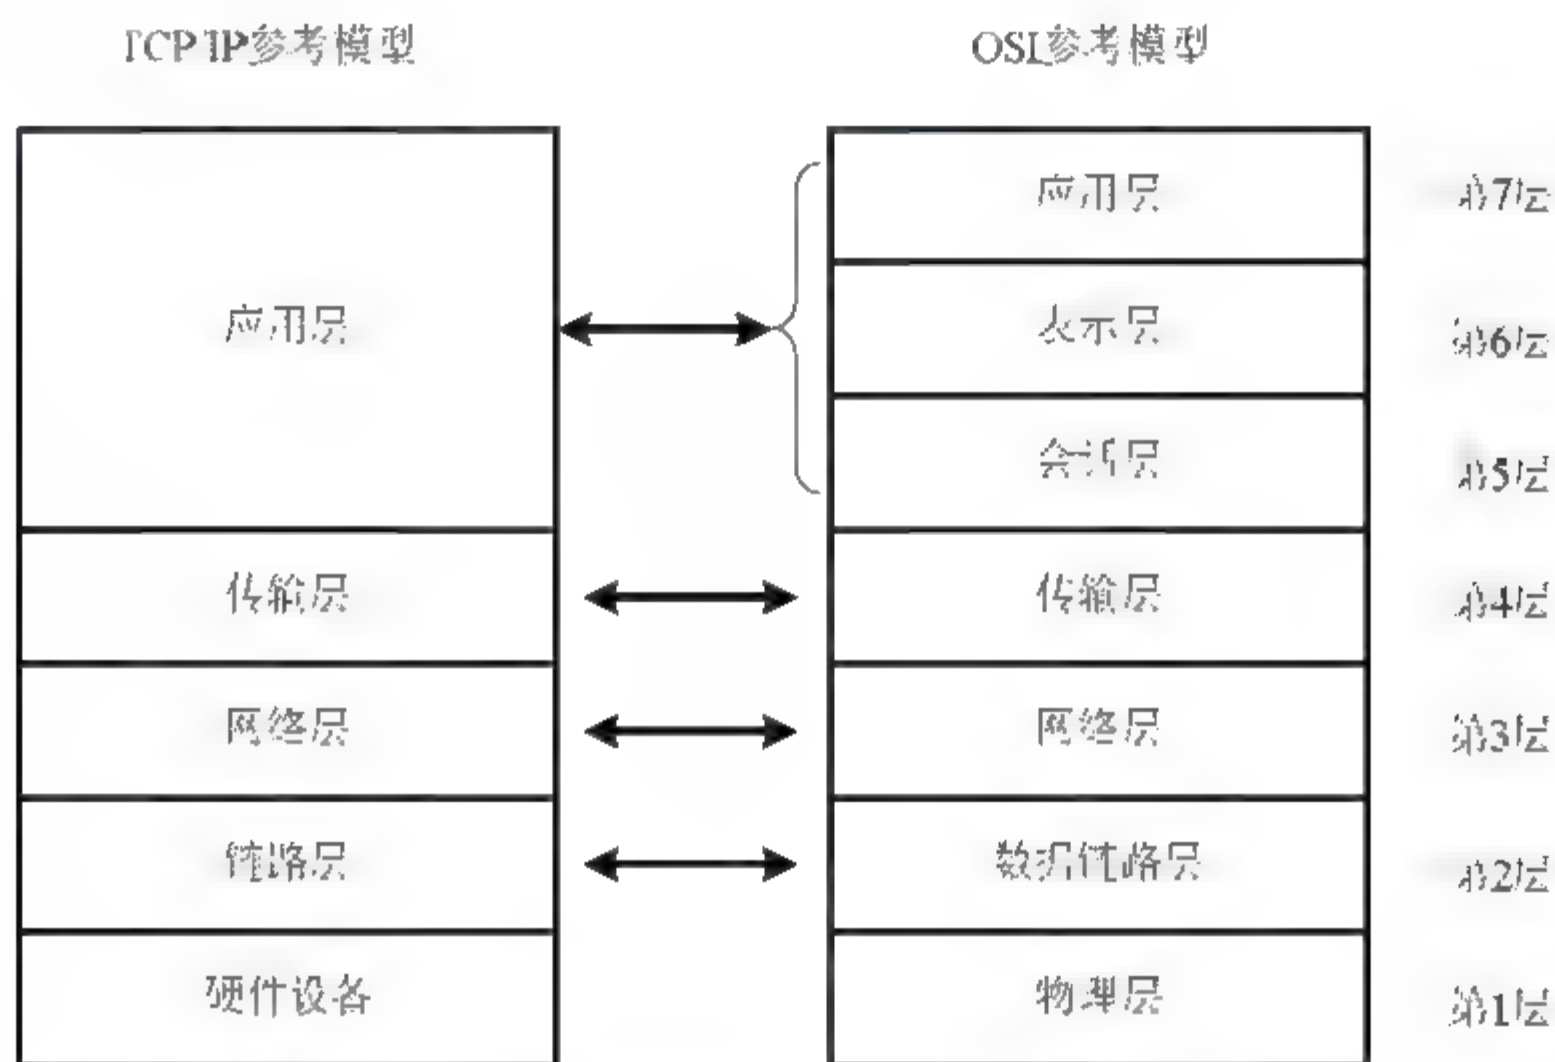 TCP/IP参考模型
OSI参考模型
应用层
传输层
网络层
链路层
硬件设备
应用层
表示层
会话层
传输层
网络层
数据链路层
物理层
第7层
第6层
第5层
第4层
第3层
第2层
第1层